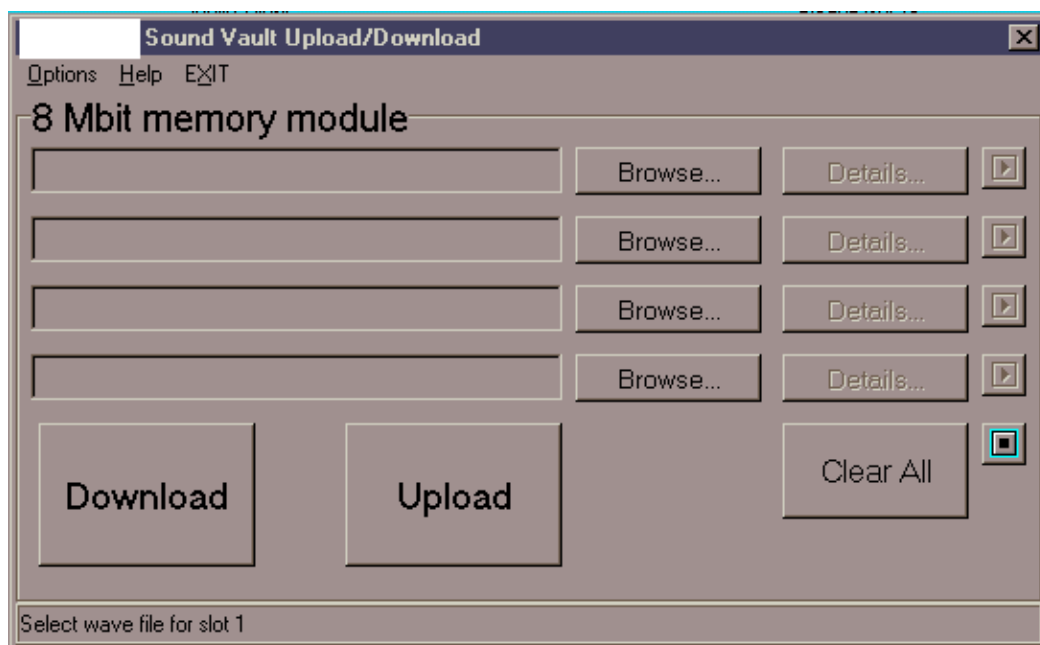 Sound Vault Upload/Download
Options Help EXIT
8 Mbit memory module
Browse... Details...
Browse... Details...
Browse... Details...
Browse... Details...
Download Upload Clear All
Select wave file for slot 1